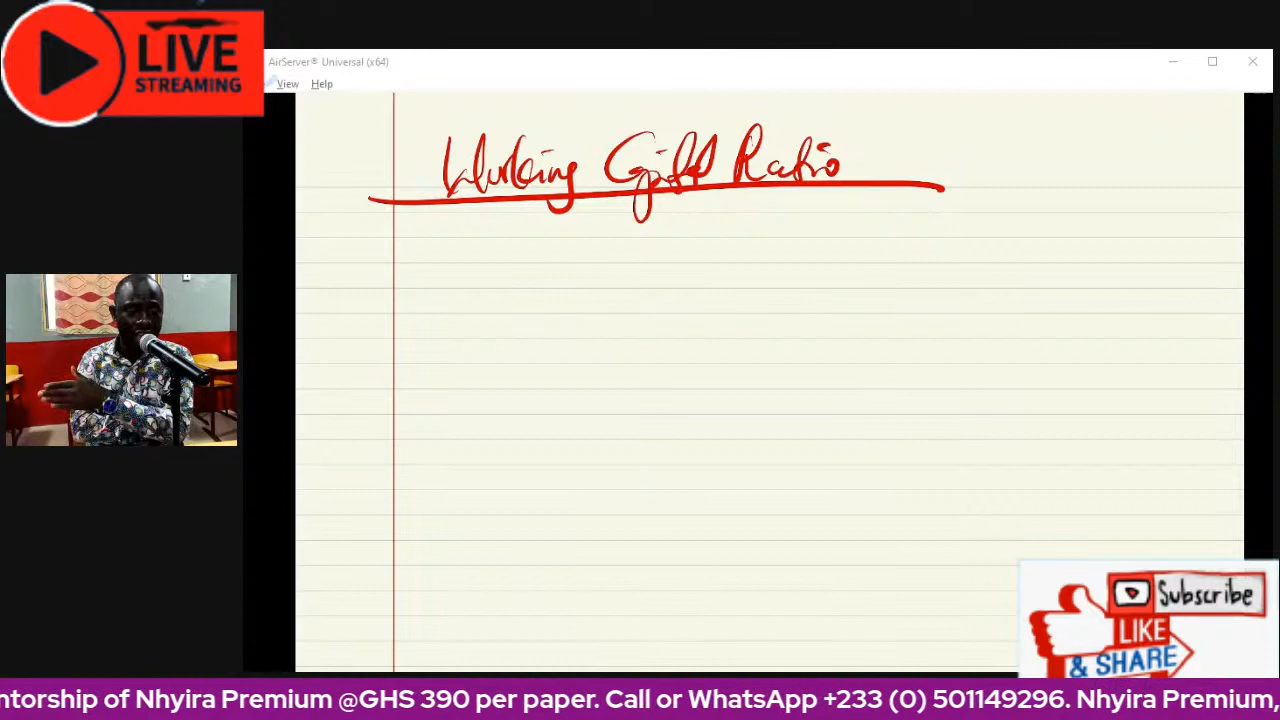 LIVE
STREAMING
AirServer® Universal (x64)
View Help
Working Capital Ratio
Subscribe
LIKE
& SHARE
ntorship of Nhyira Premium @GHS 390 per paper. Call or WhatsApp +233 (0) 501149296. Nhyira Premium,